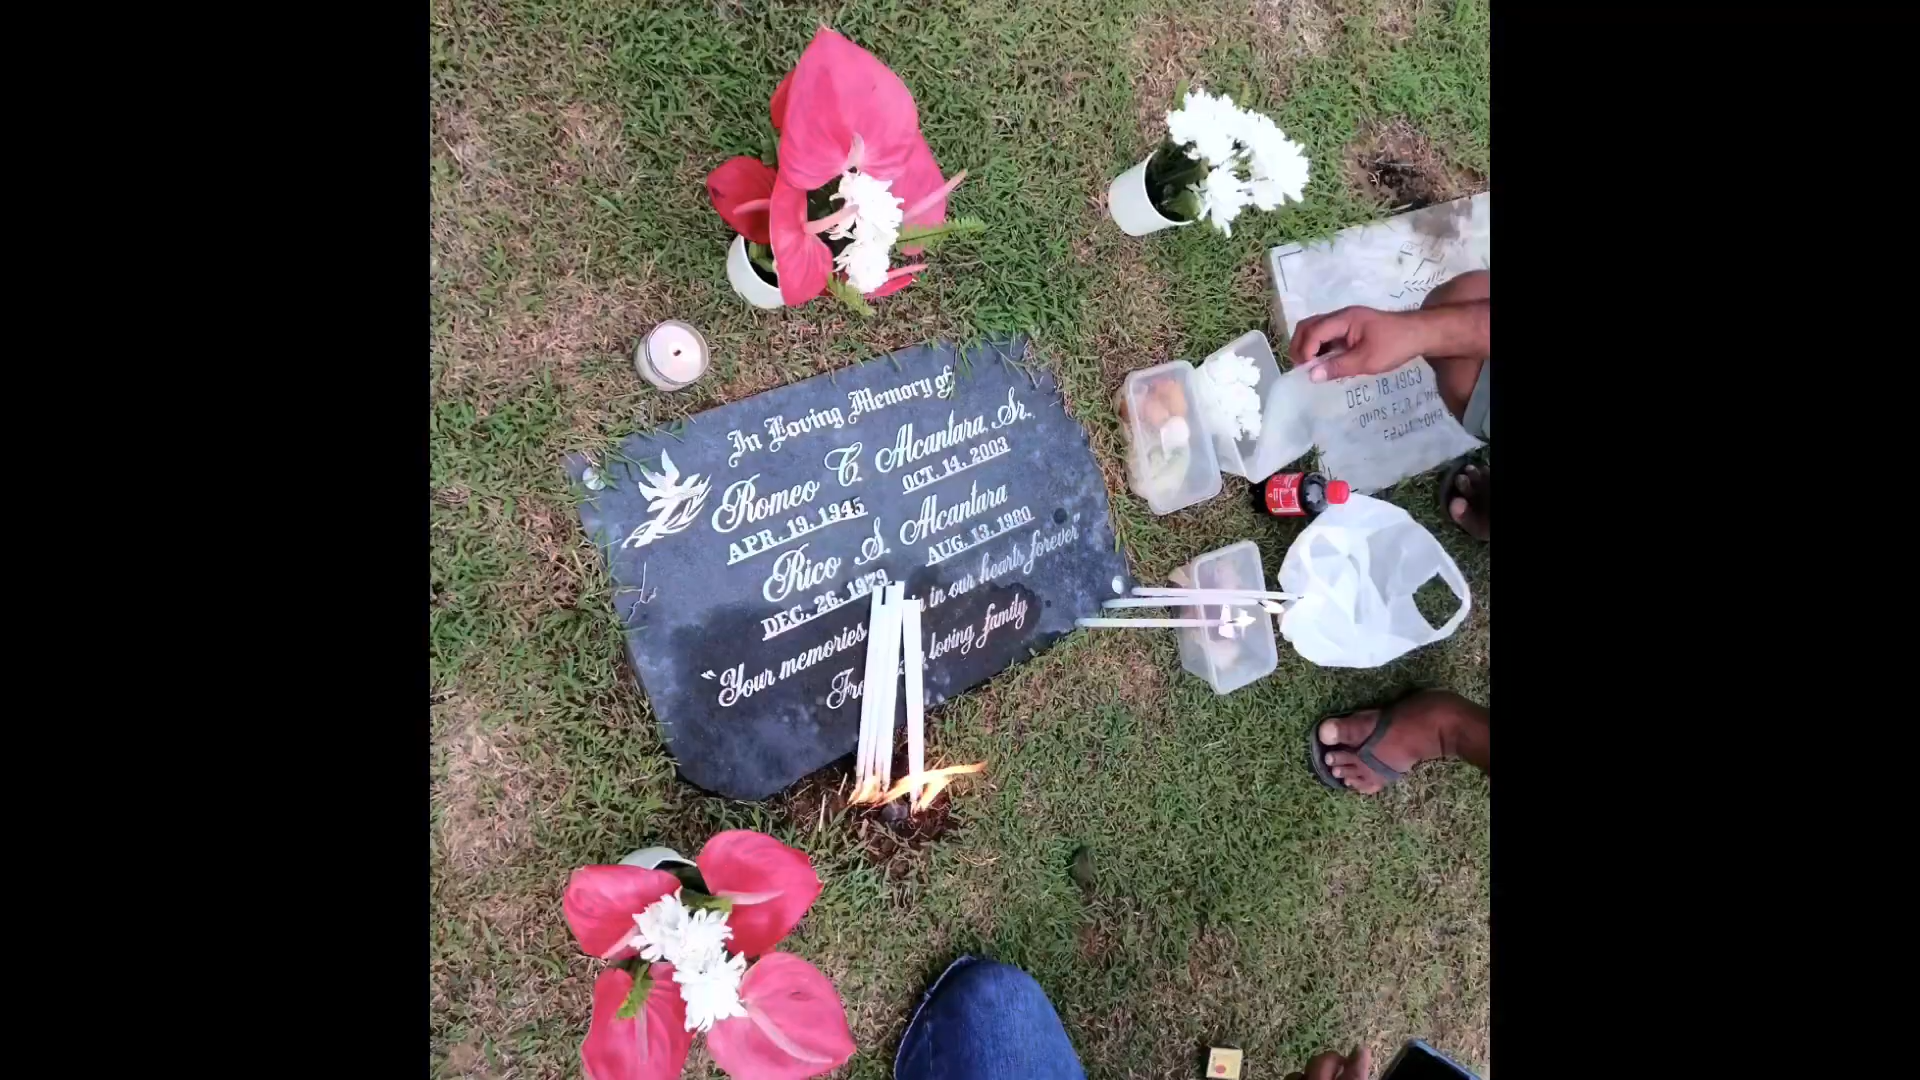 In Loving Memory of
Romeo C. Alcantara, Sr.
APR. 19, 1945 OCT. 14, 2003
Rico S. Alcantara
DEC. 26, 1979 AUG. 13, 1980
"Your memories in our hearts forever"
loving family
DEC. 18, 1963